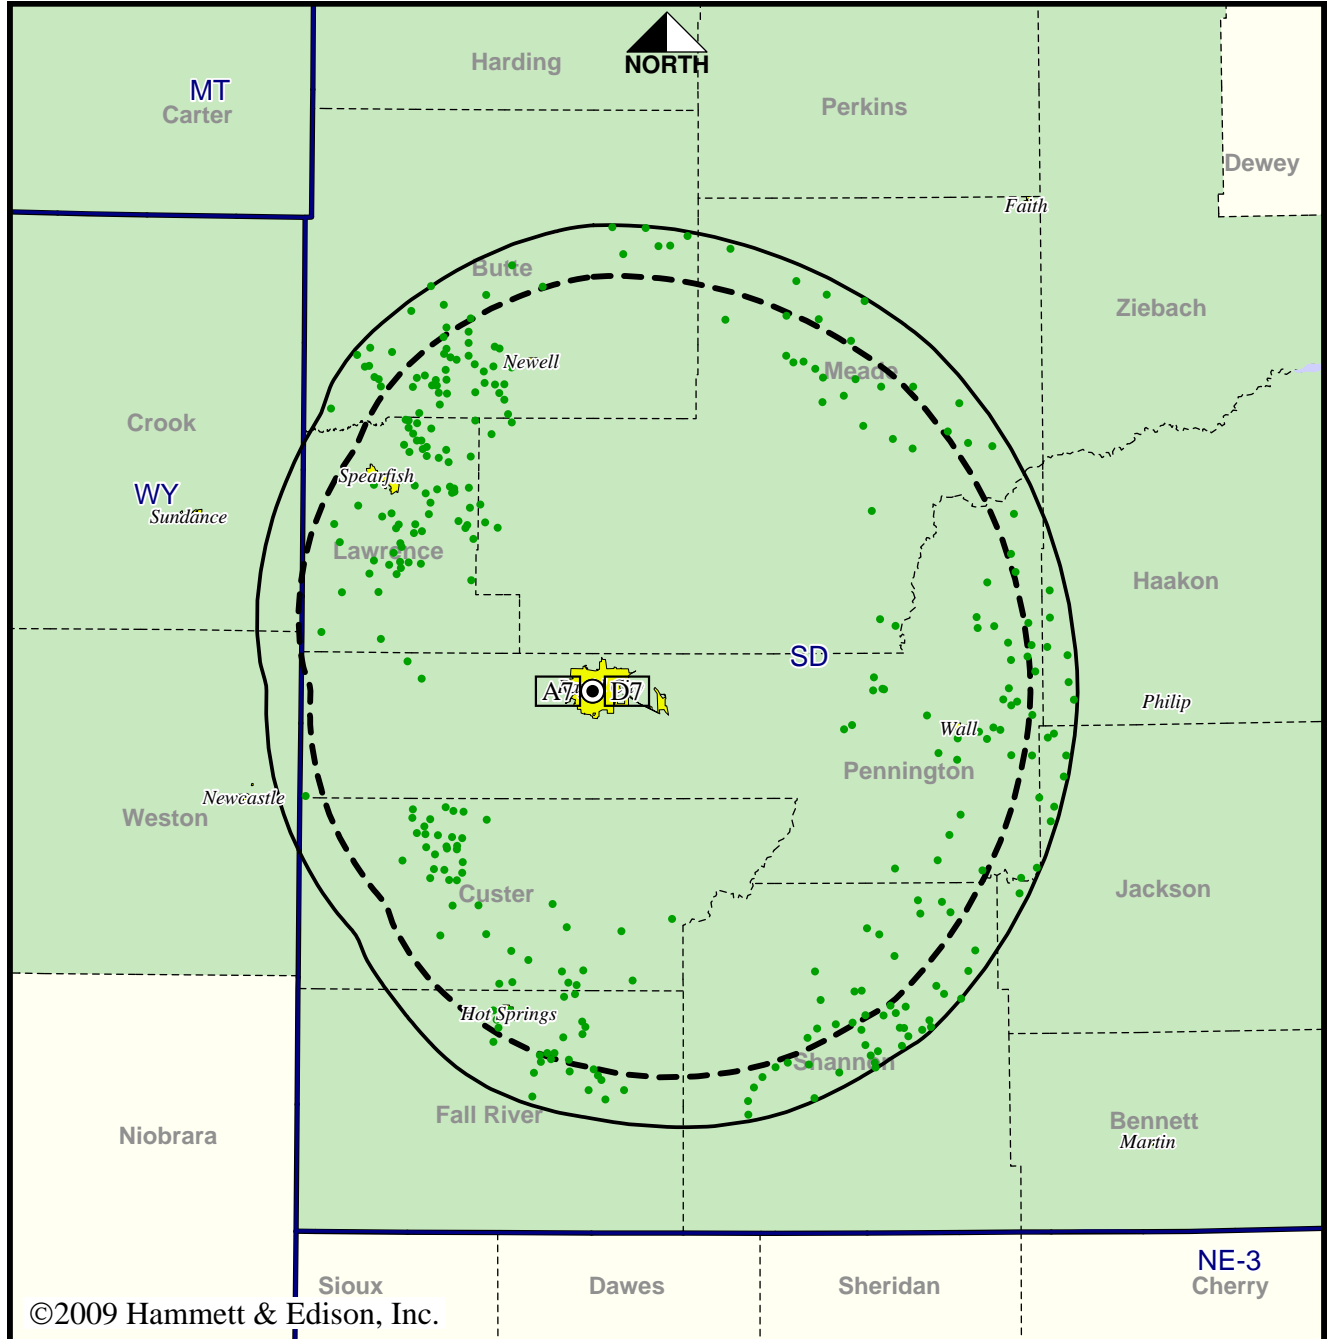 Harding
NORTH
MT
Carter
Perkins
Dewey
Faith
Butte
Ziebach
Newell
Meade
Crook
Spearfish
WY
Sundance
Lawrence
Haakon
SD
A7
D7
Philip
Wall
Pennington
Newcastle
Weston
Custer
Jackson
Hot Springs
Shannon
Fall River
Bennett
Niobrara
Martin
NE-3
Sioux
Dawes
Sheridan
Cherry
©2009 Hammett & Edison, Inc.